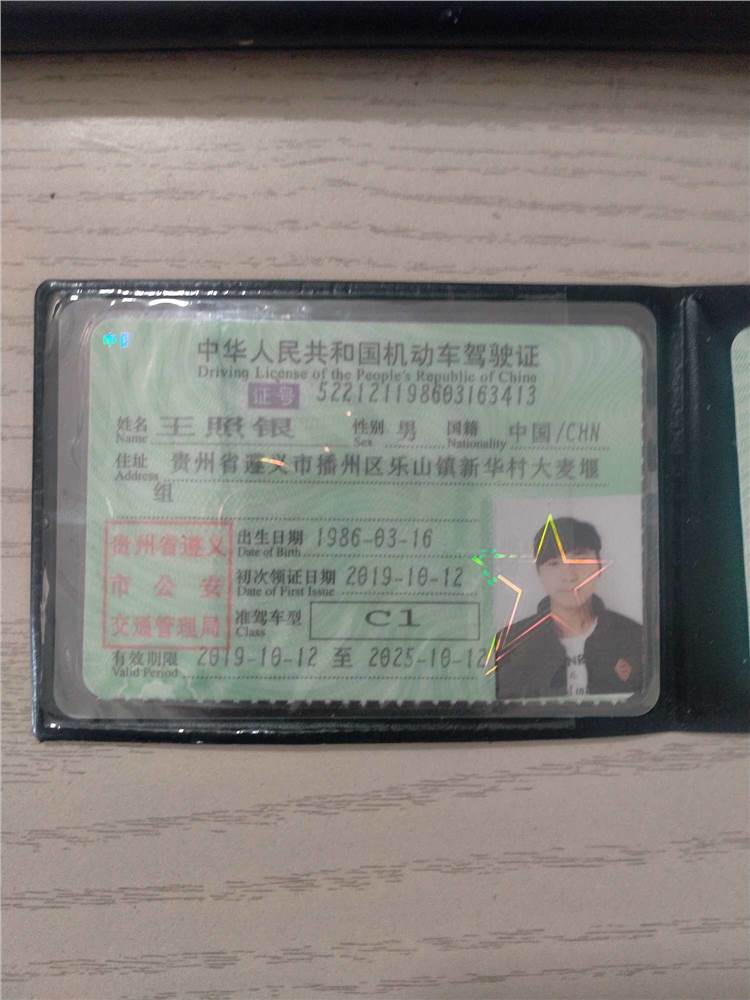 中华人民共和国机动车驾驶证
Driving License of the People's Republic of China
证号 522121198603163413
姓名 王照银 性别 男 国籍 中国/CHN
Name Sex Nationality
住址 贵州省遵义市播州区乐山镇新华村大麦堰
Address
组
贵州省遵义
市公安
交通管理局
出生日期 1986-03-16
Date of Birth
初次领证日期 2019-10-12
Date of First Issue
准驾车型 C1
Class
有效期限 2019-10-12 至 2025-10-12
Valid Period